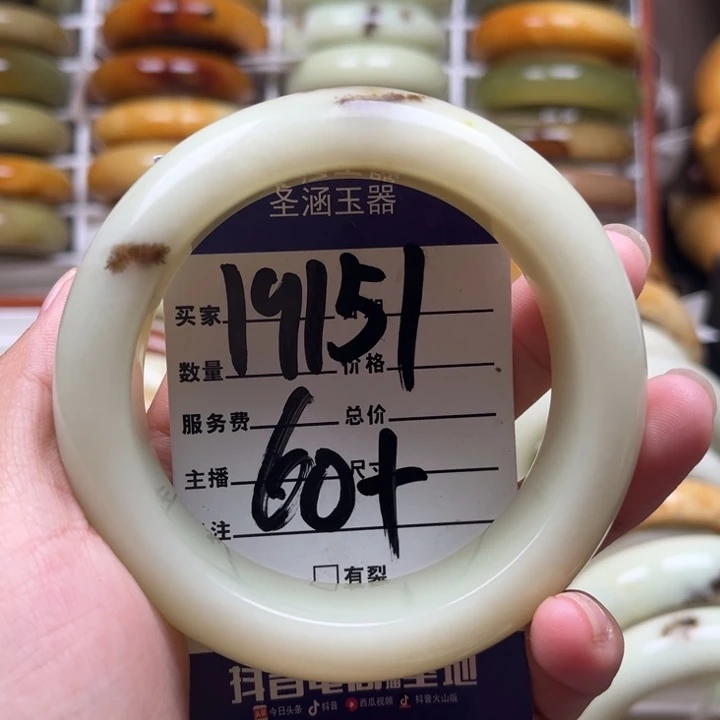 圣涵玉器
19151
买家
数量 价格
服务费 总价
60+
主播 尺寸
注
□有裂
抖音电商直播基地
今日头条 抖音 西瓜视频 抖音火山版